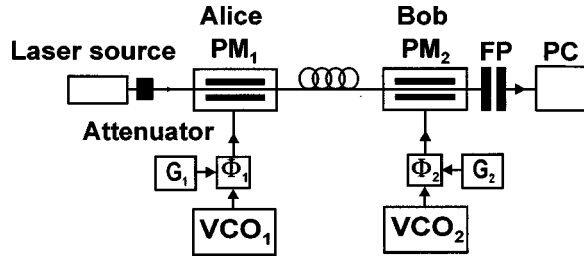 Alice
Bob
Laser source
PM₁
PM₂
FP
PC
Attenuator
G₁
Φ₁
Φ₂
G₂
VCO₁
VCO₂